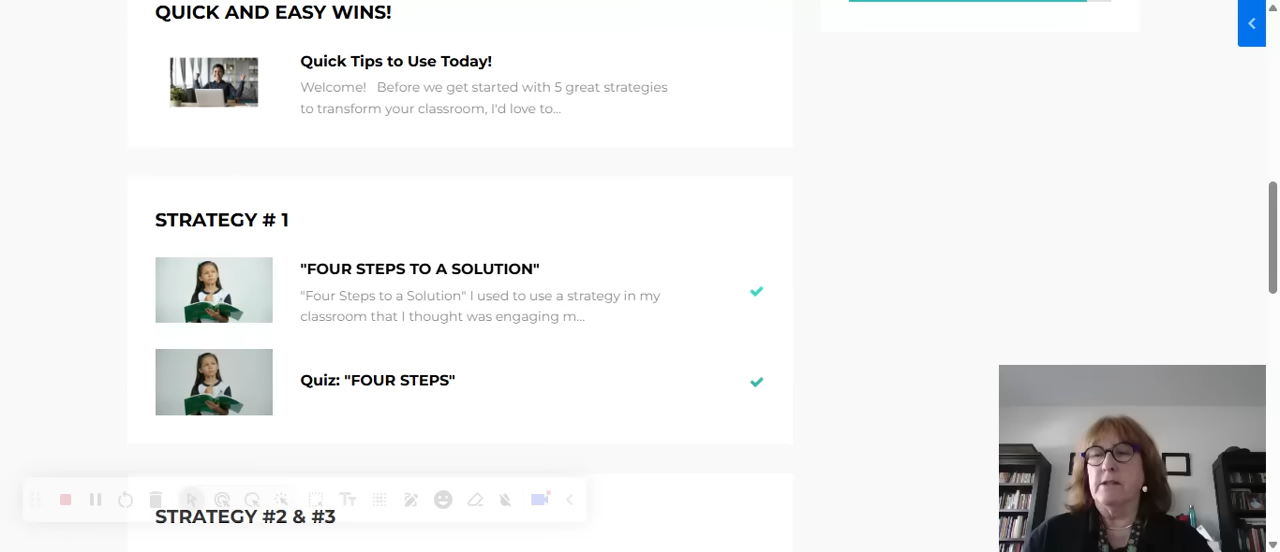 QUICK AND EASY WINS!
Quick Tips to Use Today!
Welcome! Before we get started with 5 great strategies
to transform your classroom, I'd love to...
STRATEGY # 1
"FOUR STEPS TO A SOLUTION"
"Four Steps to a Solution" I used to use a strategy in my
classroom that I thought was engaging m...
Quiz: "FOUR STEPS"
Tт
STRATEGY #2 & #3